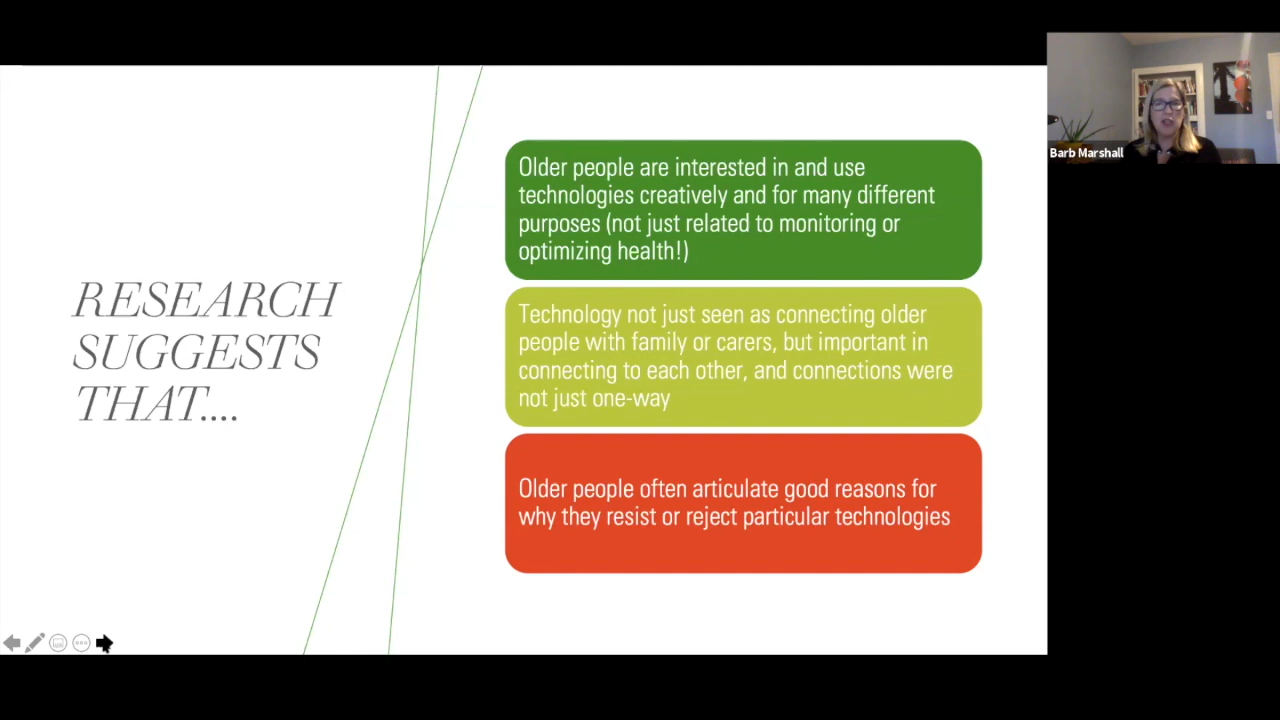 RESEARCH
SUGGESTS
THAT....
Older people are interested in and use
technologies creatively and for many different
purposes (not just related to monitoring or
optimizing health!)
Technology not just seen as connecting older
people with family or carers, but important in
connecting to each other, and connections were
not just one-way
Older people often articulate good reasons for
why they resist or reject particular technologies
Barb Marshall